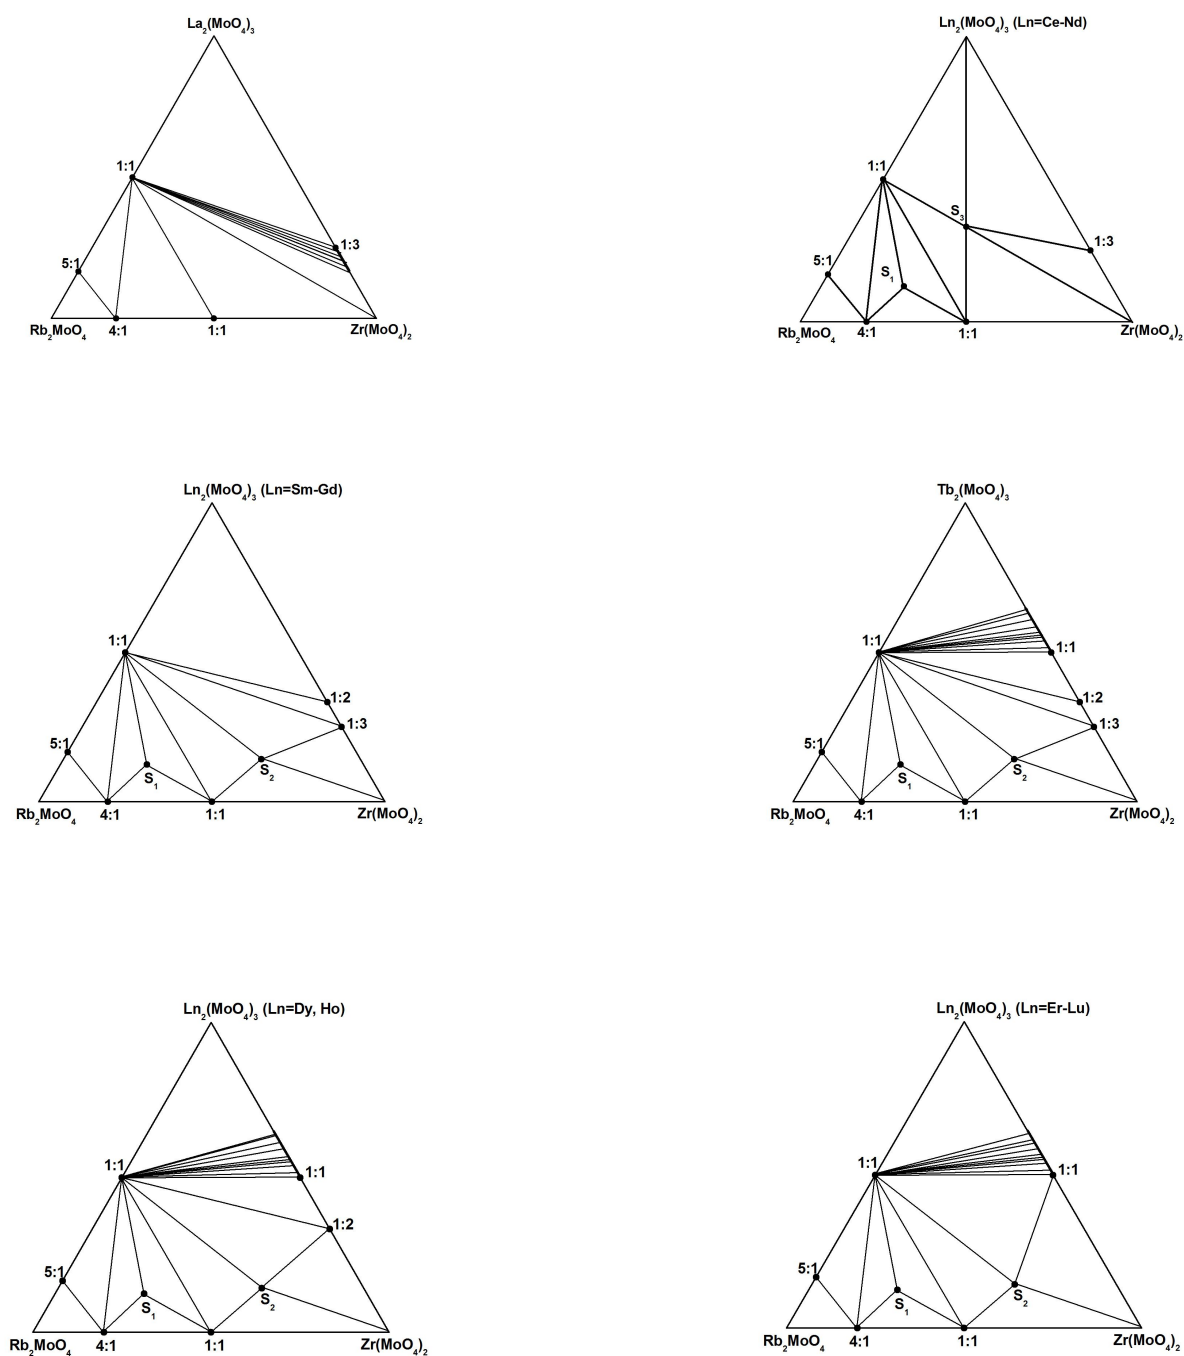 La₂(MoO₄)₃
1:1
1:3
5:1
Rb₂MoO₄ 4:1 1:1 Zr(MoO₄)₂
Ln₂(MoO₄)₃ (Ln=Ce-Nd)
1:1
S₃
1:3
5:1
S₁
Rb₂MoO₄ 4:1 1:1 Zr(MoO₄)₂
Ln₂(MoO₄)₃ (Ln=Sm-Gd)
1:1
1:2
1:3
5:1
S₁ S₂
Rb₂MoO₄ 4:1 1:1 Zr(MoO₄)₂
Tb₂(MoO₄)₃
1:1 1:1
1:2
1:3
5:1
S₁ S₂
Rb₂MoO₄ 4:1 1:1 Zr(MoO₄)₂
Ln₂(MoO₄)₃ (Ln=Dy, Ho)
1:1 1:1
1:2
5:1
S₁ S₂
Rb₂MoO₄ 4:1 1:1 Zr(MoO₄)₂
Ln₂(MoO₄)₃ (Ln=Er-Lu)
1:1 1:1
5:1
S₁ S₂
Rb₂MoO₄ 4:1 1:1 Zr(MoO₄)₂